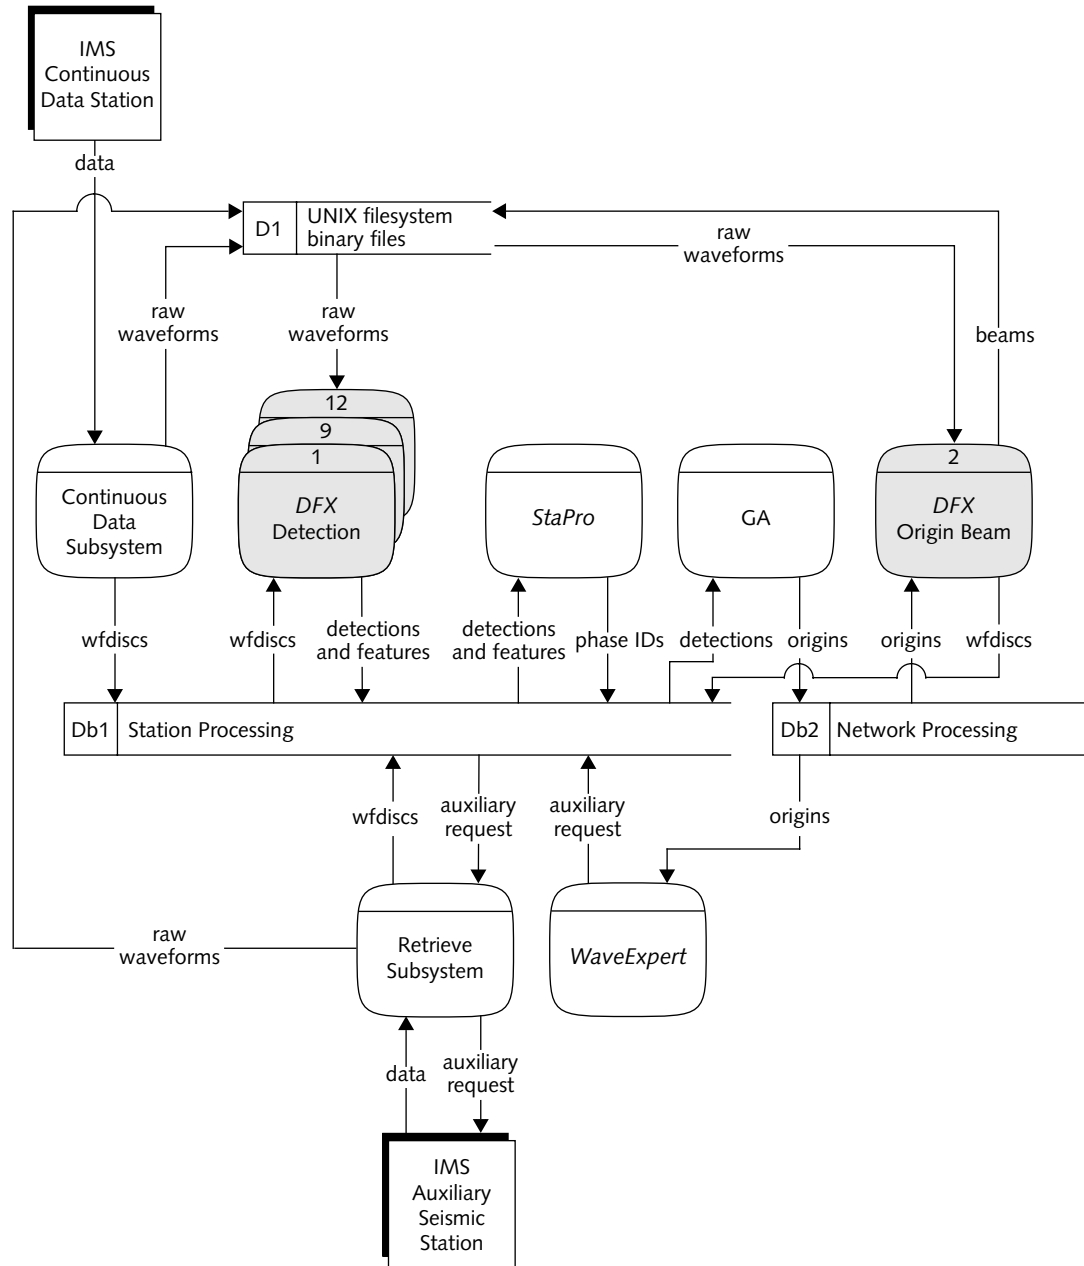 IMS
Continuous
Data Station
data
D1
UNIX filesystem
binary files
raw
waveforms
raw
waveforms
raw
waveforms
beams
12
9
1
2
Continuous
Data
Subsystem
DFX
Detection
StaPro
GA
DFX
Origin Beam
wfdiscs
wfdiscs
detections
and features
detections
and features
phase IDs
detections
origins
origins
wfdiscs
Db1
Station Processing
Db2
Network Processing
wfdiscs
auxiliary
request
auxiliary
request
origins
raw
waveforms
Retrieve
Subsystem
WaveExpert
data
auxiliary
request
IMS
Auxiliary
Seismic
Station